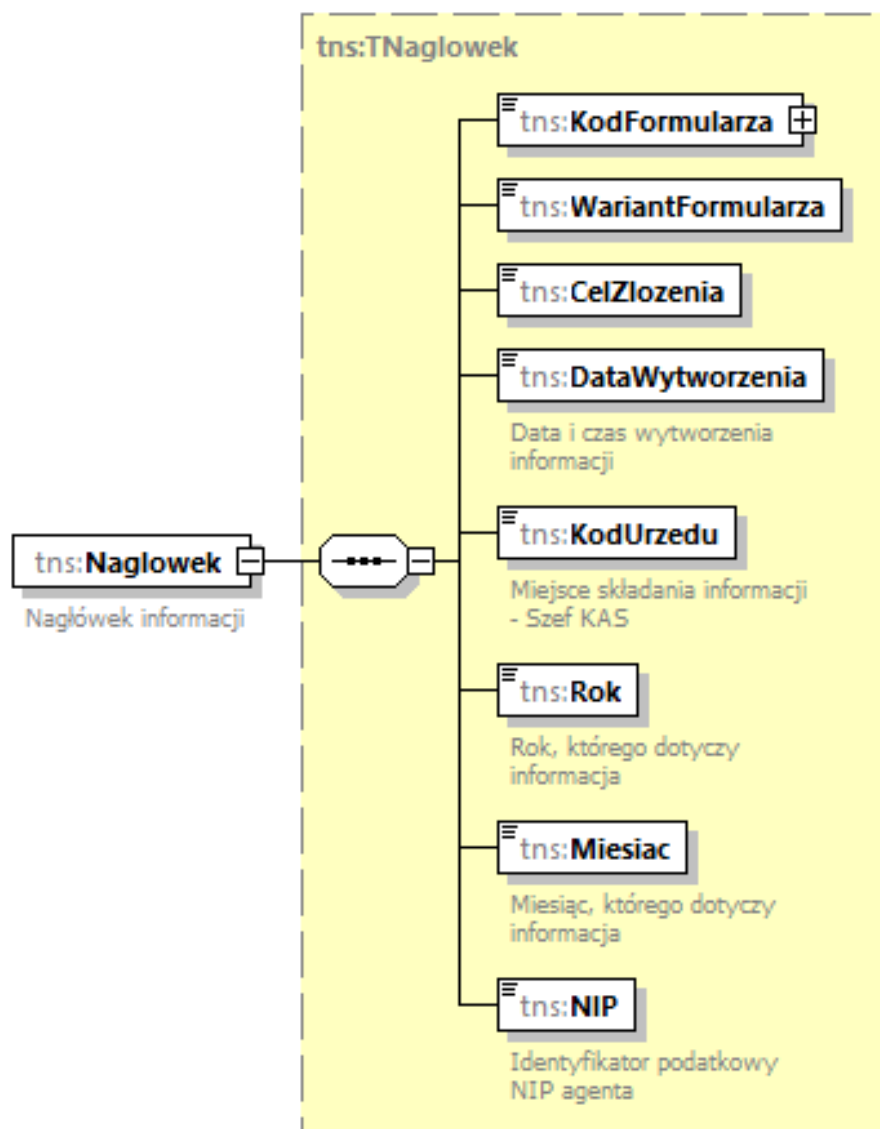 tns:TNaglowek
tns:KodFormularza
tns:WariantFormularza
tns:CelZlozenia
tns:DataWytworzenia
Data i czas wytworzenia
informacji
tns:KodUrzedu
Miejsce składania informacji
- Szef KAS
tns:Naglowek
Nagłówek informacji
tns:Rok
Rok, którego dotyczy
informacja
tns:Miesiac
Miesiąc, którego dotyczy
informacja
tns:NIP
Identyfikator podatkowy
NIP agenta